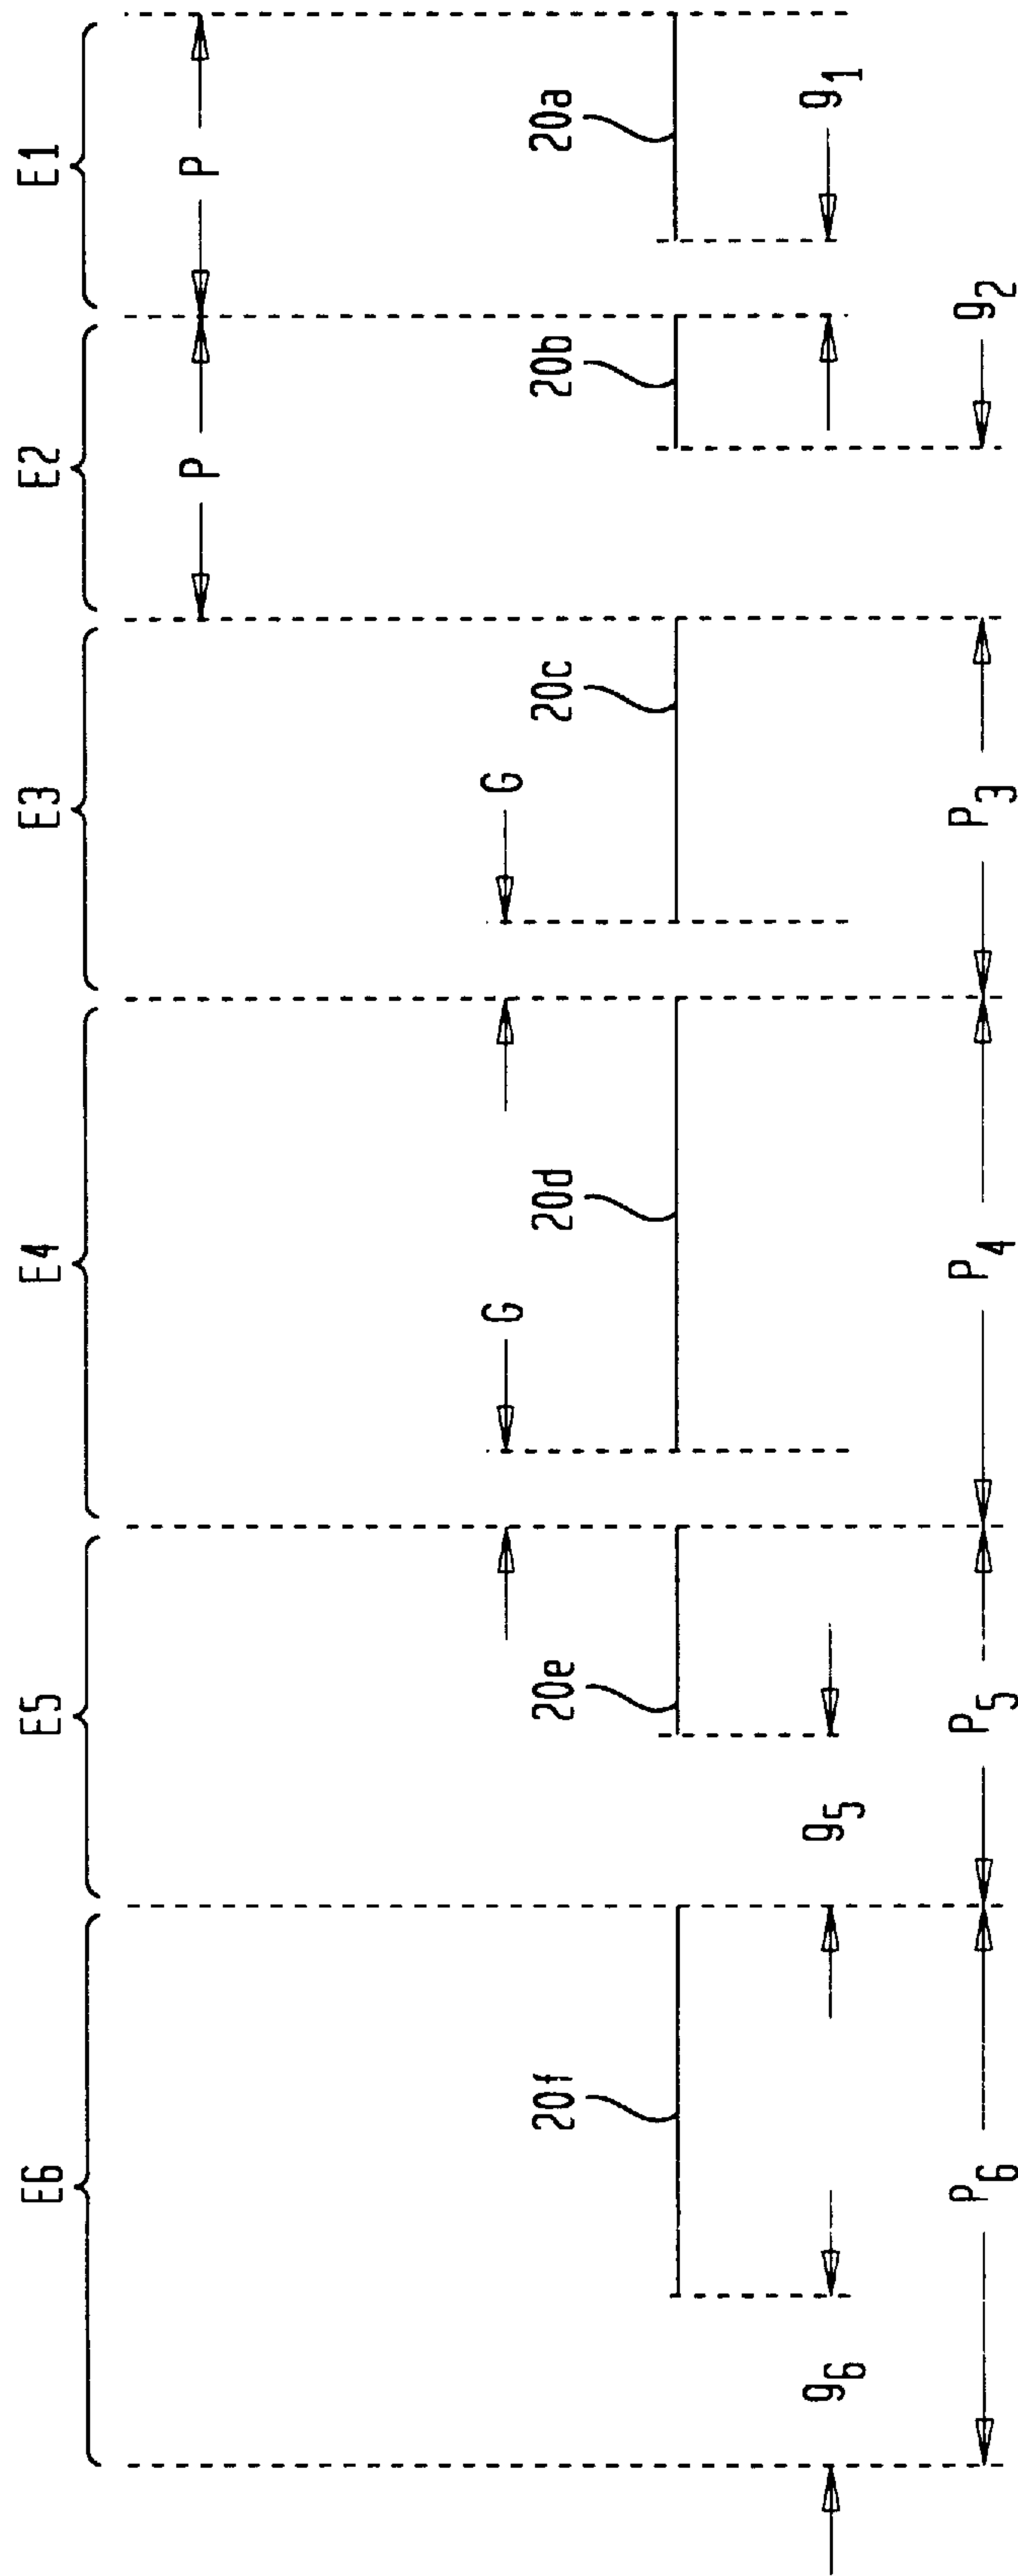 E6 E5 E4 E3 E2 E1
P P
G G
20f 20e 20d 20c 20b 20a
g₆ g₅ g₁
P₆ P₅ P₄ P₃ g₂